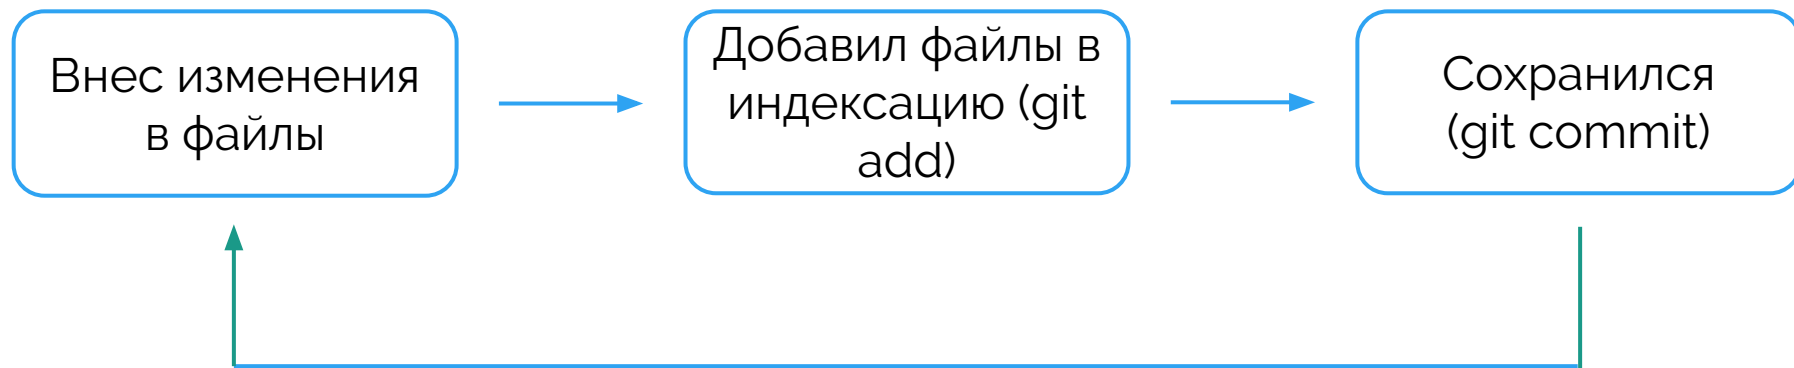 Внес изменения
в файлы
Добавил файлы в
индексацию (git
add)
Сохранился
(git commit)